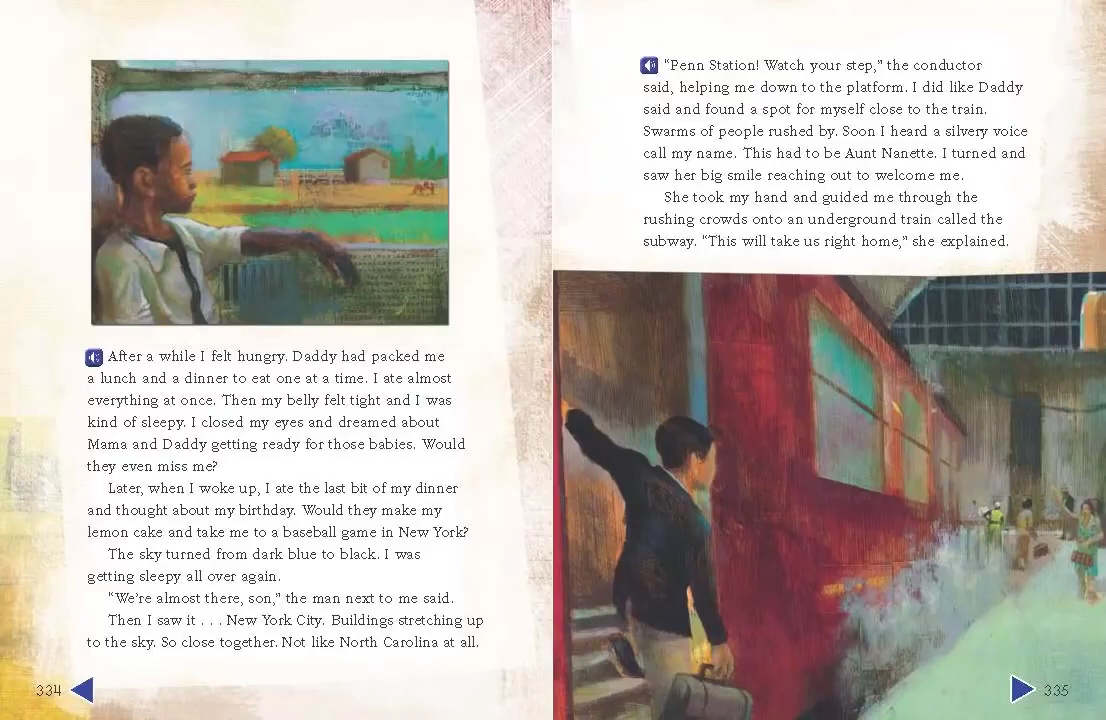 After a while I felt hungry. Daddy had packed me
a lunch and a dinner to eat one at a time. I ate almost
everything at once. Then my belly felt tight and I was
kind of sleepy. I closed my eyes and dreamed about
Mama and Daddy getting ready for those babies. Would
they even miss me?
Later, when I woke up, I ate the last bit of my dinner
and thought about my birthday. Would they make my
lemon cake and take me to a baseball game in New York?
The sky turned from dark blue to black. I was
getting sleepy all over again.
“We’re almost there, son,” the man next to me said.
Then I saw it . . . New York City. Buildings stretching up
to the sky. So close together. Not like North Carolina at all.
334
“Penn Station! Watch your step,” the conductor
said, helping me down to the platform. I did like Daddy
said and found a spot for myself close to the train.
Swarms of people rushed by. Soon I heard a silvery voice
call my name. This had to be Aunt Nanette. I turned and
saw her big smile reaching out to welcome me.
She took my hand and guided me through the
rushing crowds onto an underground train called the
subway. “This will take us right home,” she explained.
335